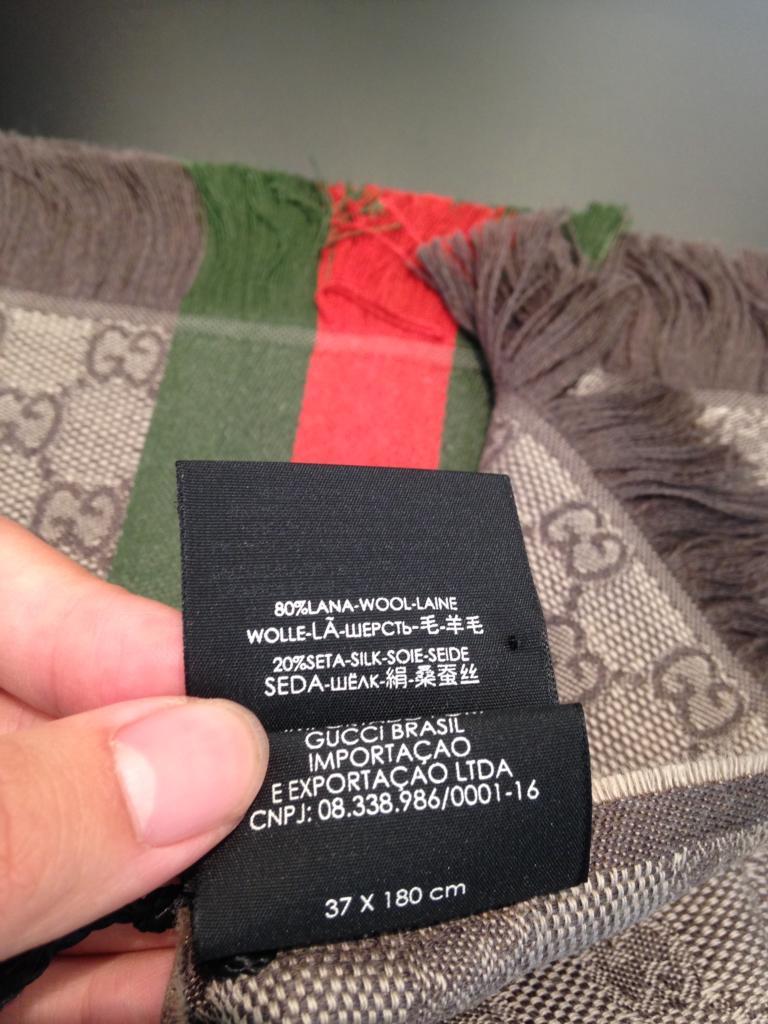 80%LANA-WOOL-LAINE
WOLLE-LÃ-ШЕРСТЬ-毛-羊毛
20%SETA-SILK-SOIE-SEIDE
SEDA-ШЁЛК-絹-桑蚕丝
GUCCI BRASIL
IMPORTAÇAO
E EXPORTAÇAO LTDA
CNPJ: 08.338.986/0001-16
37 X 180 cm